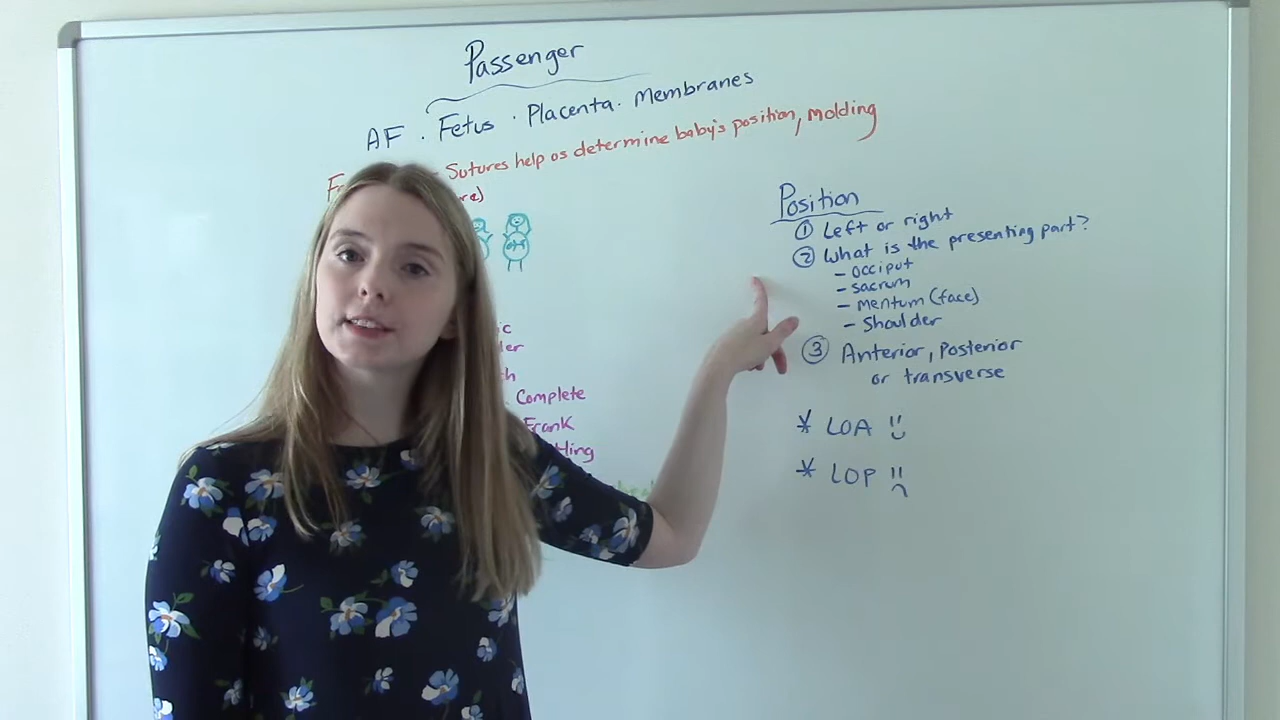 Passenger
AF . Fetus . Placenta . Membranes
Sutures help us determine baby's position, molding
Position
① Left or right
② What is the presenting part?
- occiput
- sacrum
- mentum (face)
- Shoulder
③ Anterior, Posterior
or transverse
* LOA
* LOP
Complete
Frank